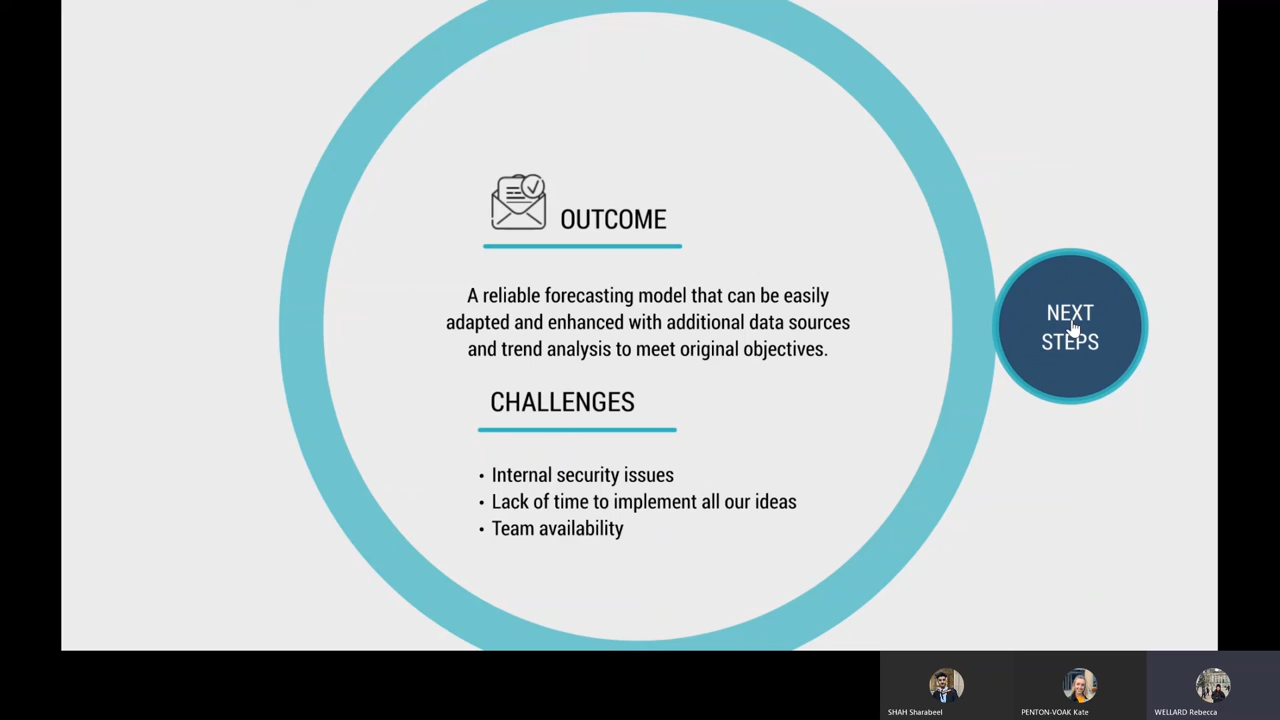 OUTCOME
A reliable forecasting model that can be easily
adapted and enhanced with additional data sources
and trend analysis to meet original objectives.
CHALLENGES
• Internal security issues
• Lack of time to implement all our ideas
• Team availability
NEXT
STEPS
SHAH Sharabeel
PENTON-VOAK Kate
WELLARD Rebecca